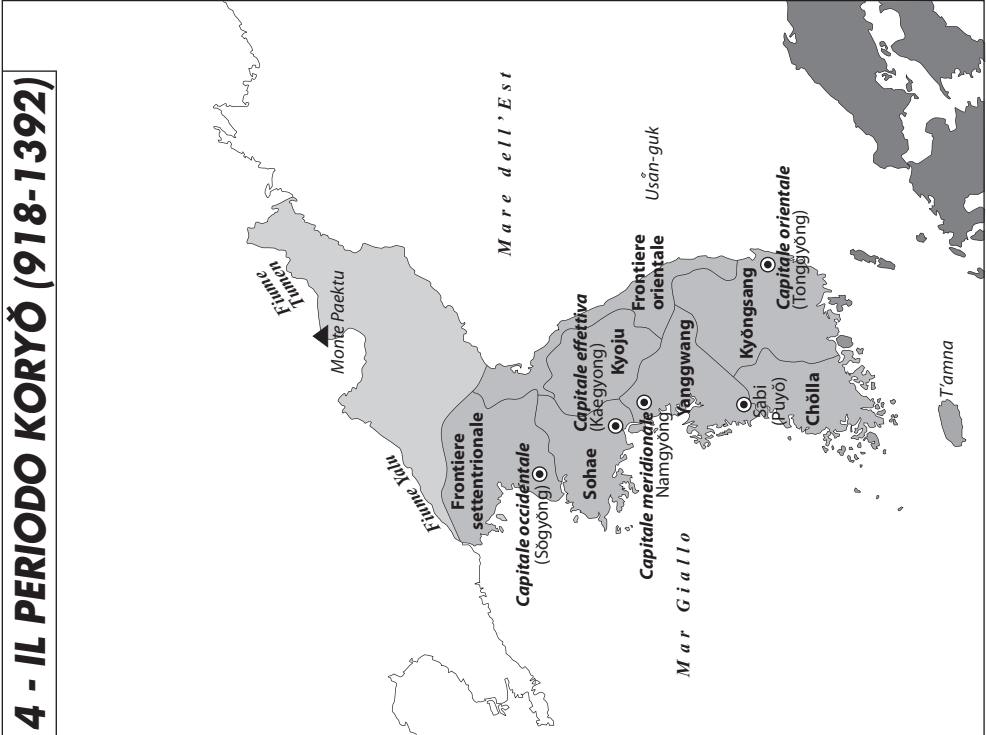 4 - IL PERIODO KORYŎ (918-1392)
Fiume
Tumen
Monte Paektu
Fiume Yalu
Mare dell'Est
Frontiere
settentrionale
Capitale occidentale
(Sŏgyŏng)
Capitale effettiva
(Kaegyong)
Kyoju
Frontiere
orientale
Usån-guk
Sohae
Capitale meridionale
Namgyŏng
Yanggwang
Mar Giallo
Kyŏngsang
Capitale orientale
(Tonggyŏng)
Sabi
(Puyŏ)
Chŏlla
T'amna